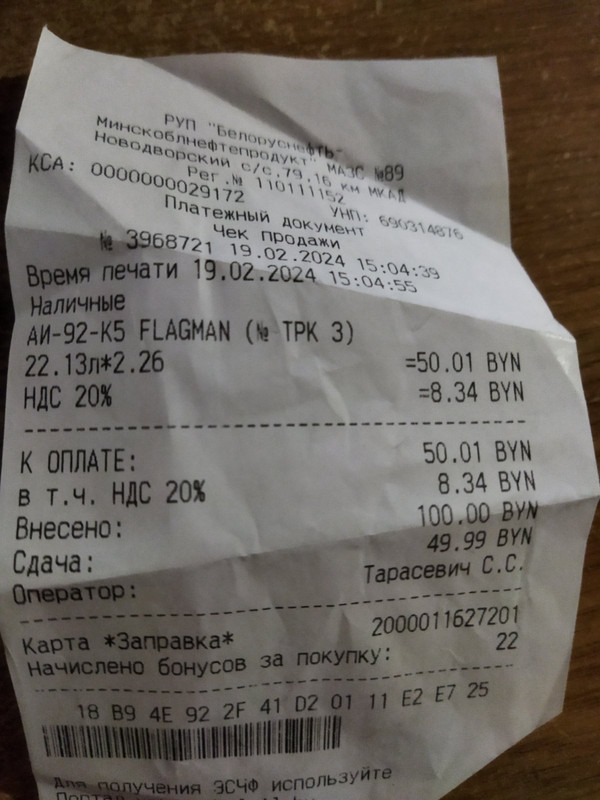 РУП "Белоруснефть-
Минскоблнефтепродукт" МАЗС №89
Новодворский с/с,79,16 км МКАД
Рег.№ 110111152
КСА: 0000000029172 УНП: 690314876
Платежный документ
Чек продажи
№ 3968721 19.02.2024 15:04:39
Время печати 19.02.2024 15:04:55
Наличные
АИ-92-К5 FLAGMAN (№ ТРК 3)
22.13л*2.26 =50.01 BYN
НДС 20% =8.34 BYN
К ОПЛАТЕ: 50.01 BYN
в т.ч. НДС 20% 8.34 BYN
Внесено: 100.00 BYN
Сдача: 49.99 BYN
Оператор: Тарасевич С.С.
Карта *Заправка* 2000011627201
Начислено бонусов за покупку: 22
18 B9 4E 92 2F 41 D2 01 11 E2 E7 25
Для получения ЭСЧФ используйте